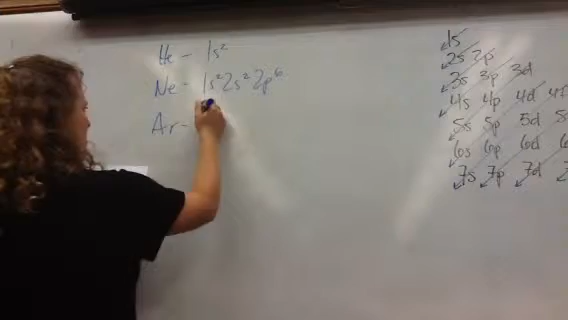 He - 1s²
Ne - 1s²2s²2p⁶
Ar -
1s
2s 2p
3s 3p 3d
4s 4p 4d 4f
5s 5p 5d
6s 6p 6d
7s 7p 7d